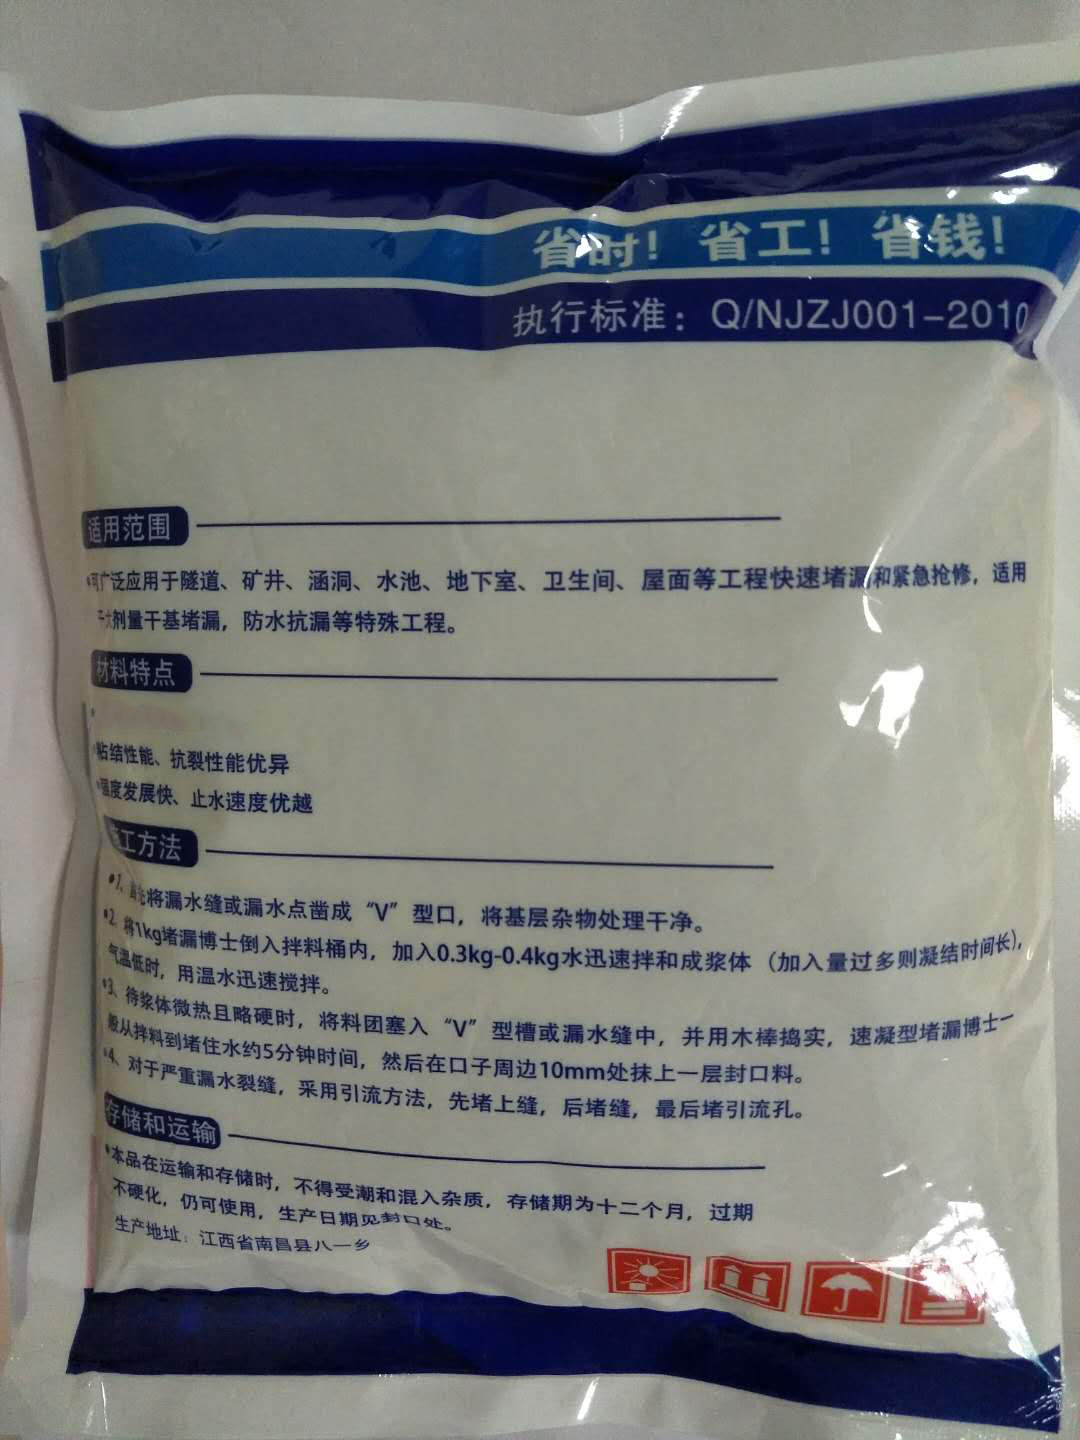 省时！省工！省钱！
执行标准：Q/NJZJ001-2010
适用范围
•可广泛应用于隧道、矿井、涵洞、水池、地下室、卫生间、屋面等工程快速堵漏和紧急抢修，适用
于大剂量干基堵漏，防水抗漏等特殊工程。
材料特点
•粘结性能、抗裂性能优异
•强度发展快、止水速度优越
施工方法
•1、首先将漏水缝或漏水点凿成“V”型口，将基层杂物处理干净。
•2、将1kg堵漏博士倒入拌料桶内，加入0.3kg-0.4kg水迅速拌和成浆体（加入量过多则凝结时间长），
气温低时，用温水迅速搅拌。
•3、待浆体微热且略硬时，将料团塞入“V”型槽或漏水缝中，并用木棒捣实，速凝型堵漏博士一
般从拌料到堵住水约5分钟时间，然后在口子周边10mm处抹上一层封口料。
•4、对于严重漏水裂缝，采用引流方法，先堵上缝，后堵缝，最后堵引流孔。
存储和运输
•本品在运输和存储时，不得受潮和混入杂质，存储期为十二个月，过期
不硬化，仍可使用，生产日期见封口处。
生产地址：江西省南昌县八一乡